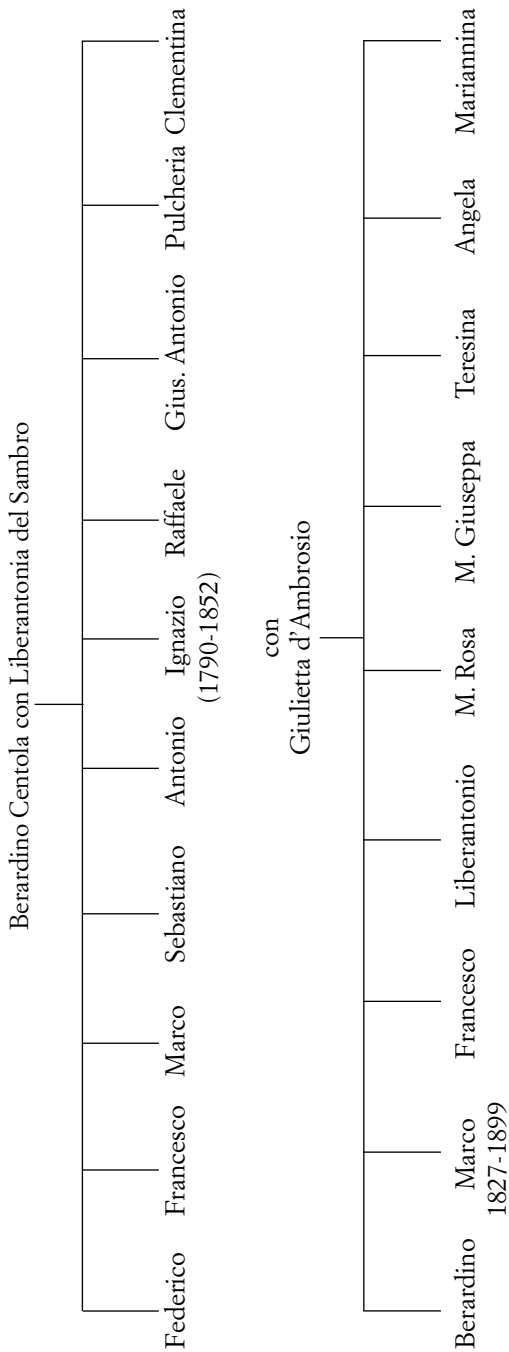 Berardino Centola con Liberantonia del Sambro
Federico Francesco Marco Sebastiano Antonio Ignazio Raffaele Gius. Antonio Pulcheria Clementina
(1790-1852)
con
Giulietta d'Ambrosio
Berardino Marco Francesco Liberantonio M. Rosa M. Giuseppa Teresina Angela Mariannina
1827-1899